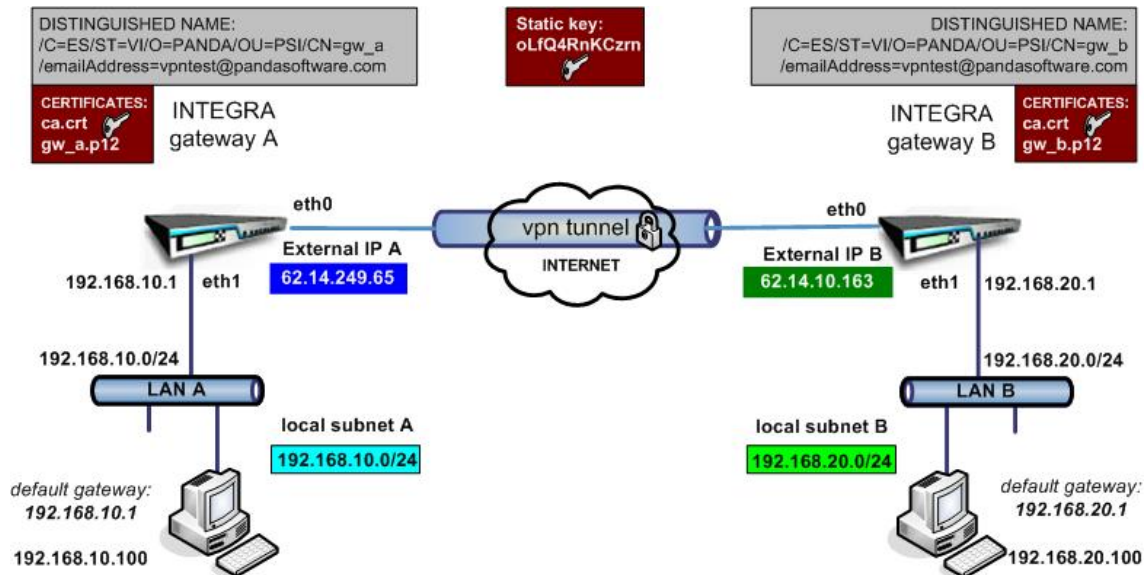 DISTINGUISHED NAME:
/C=ES/ST=VI/O=PANDA/OU=PSI/CN=gw_a
/emailAddress=vpntest@pandasoftware.com
Static key:
oLfQ4RnKCzrn
DISTINGUISHED NAME:
/C=ES/ST=VI/O=PANDA/OU=PSI/CN=gw_b
/emailAddress=vpntest@pandasoftware.com
CERTIFICATES:
ca.crt
gw_a.p12
INTEGRA
gateway A
INTEGRA
gateway B
CERTIFICATES:
ca.crt
gw_b.p12
eth0
vpn tunnel
INTERNET
eth0
External IP A
62.14.249.65
External IP B
62.14.10.163
192.168.10.1
eth1
eth1
192.168.20.1
192.168.10.0/24
LAN A
192.168.20.0/24
LAN B
local subnet A
192.168.10.0/24
local subnet B
192.168.20.0/24
default gateway:
192.168.10.1
192.168.10.100
default gateway:
192.168.20.1
192.168.20.100